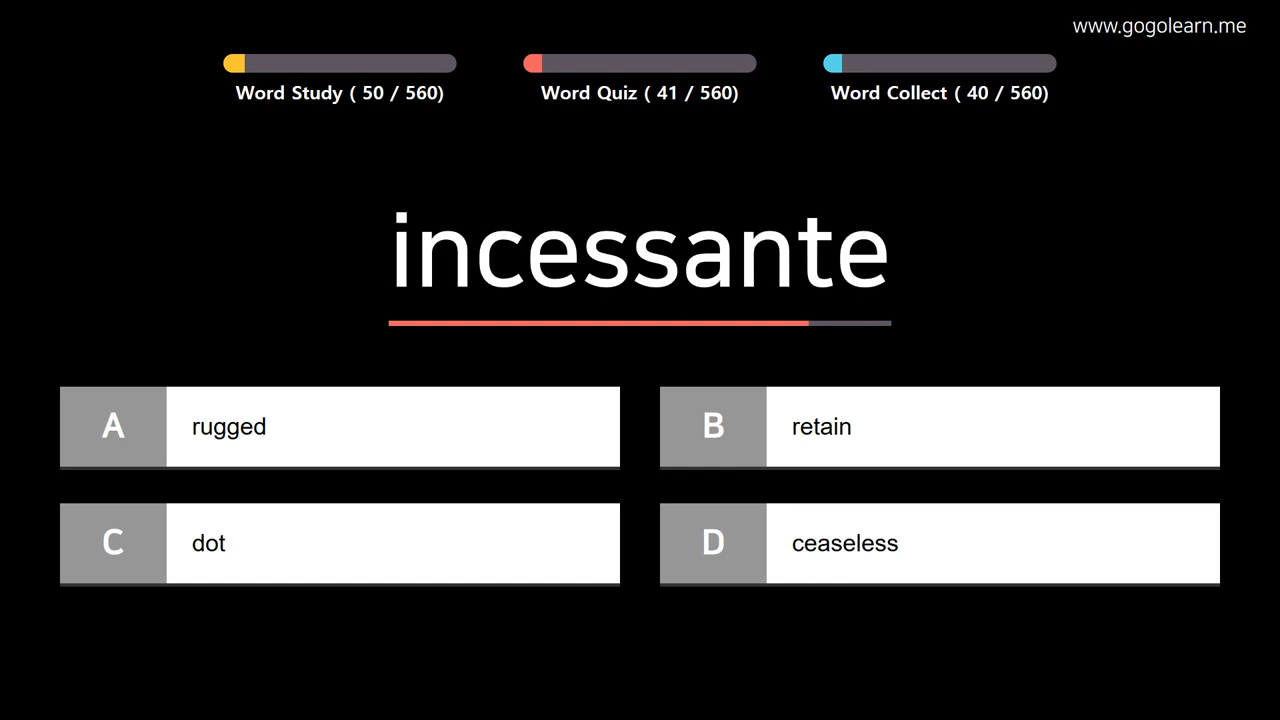 www.gogolearn.me
Word Study ( 50 / 560)
Word Quiz ( 41 / 560)
Word Collect ( 40 / 560)
incessante
A rugged
B retain
C dot
D ceaseless